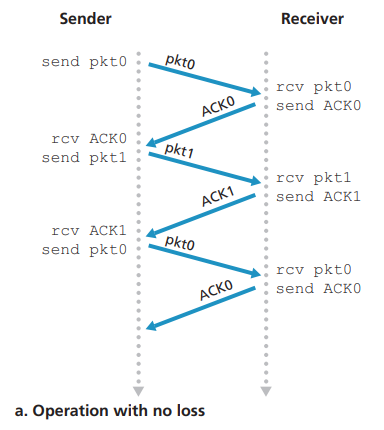 Sender Receiver
send pkt0
pkt0
rcv pkt0
send ACK0
ACK0
rcv ACK0
send pkt1
pkt1
rcv pkt1
send ACK1
ACK1
rcv ACK1
send pkt0
pkt0
rcv pkt0
send ACK0
ACK0
a. Operation with no loss